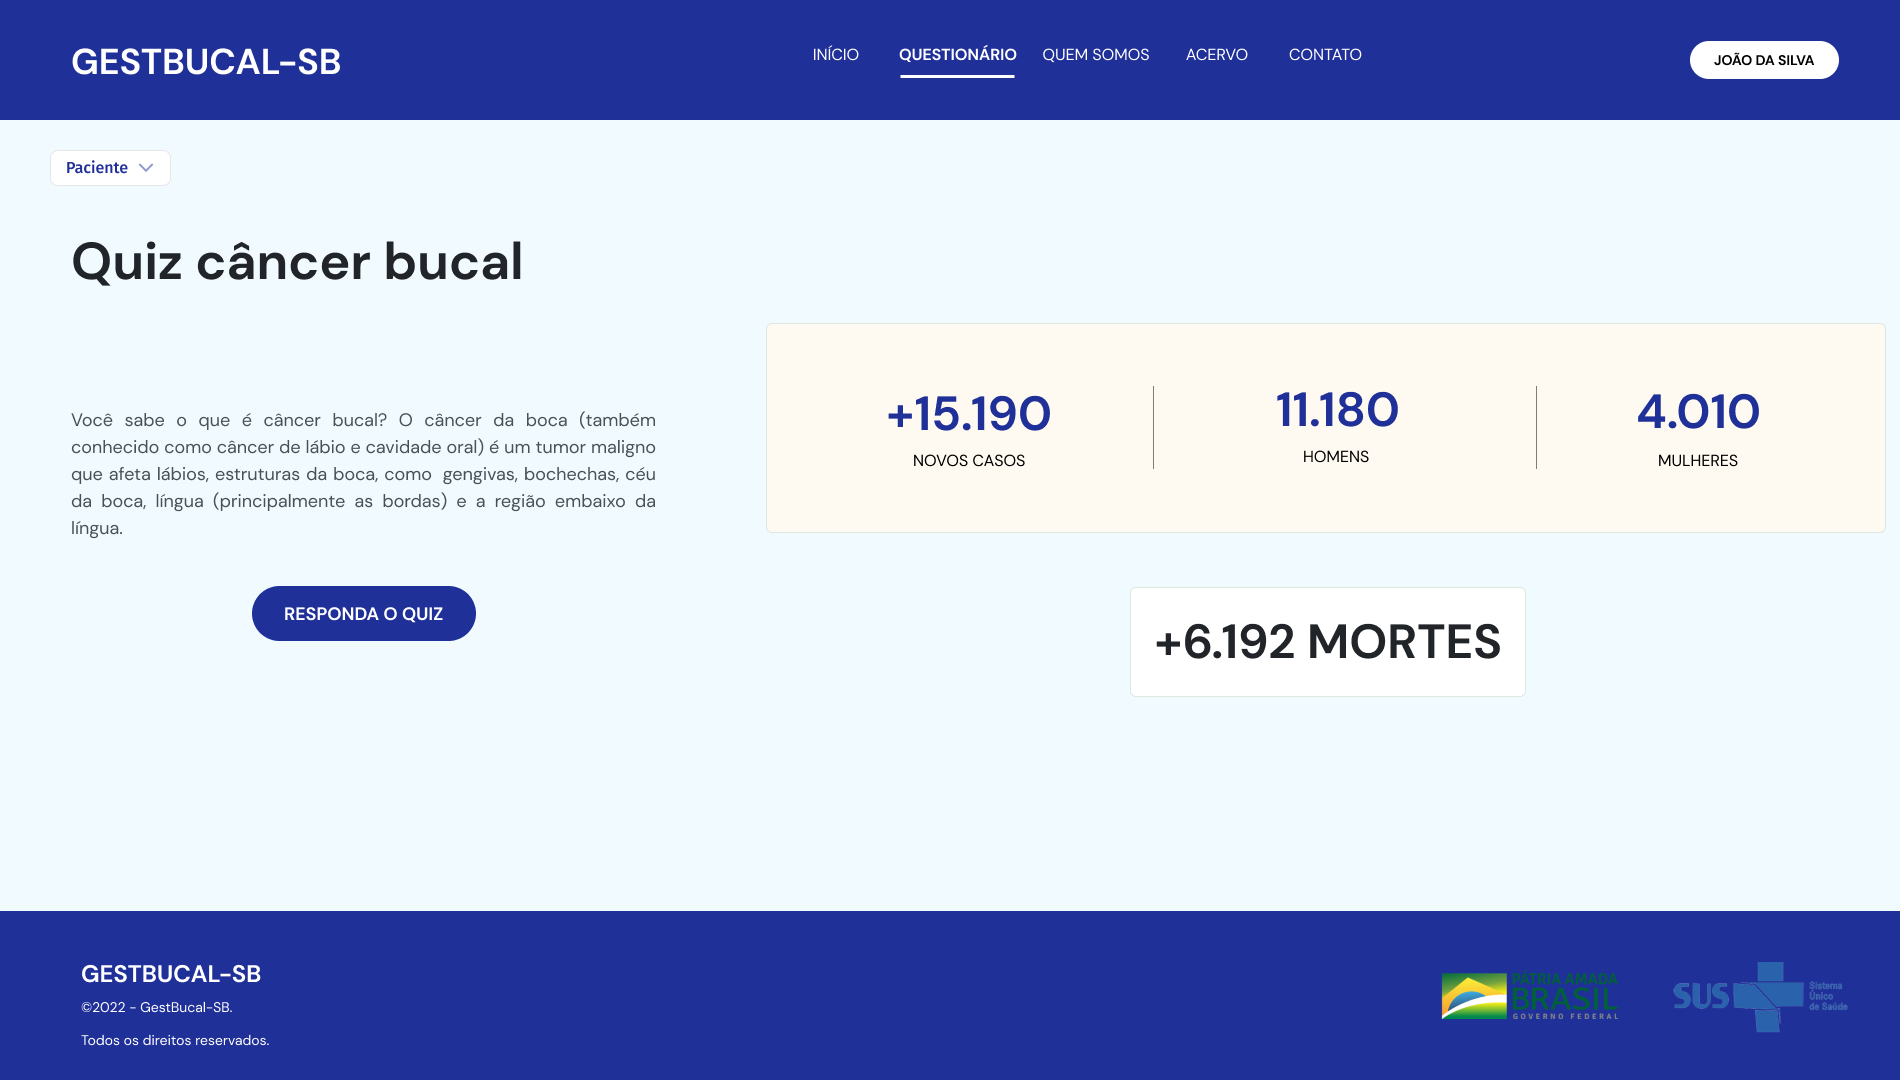 GESTBUCAL-SB
INÍCIO
QUESTIONÁRIO
QUEM SOMOS
ACERVO
CONTATO
JOÃO DA SILVA
Paciente
Quiz câncer bucal
Você sabe o que é câncer bucal? O câncer da boca (também
conhecido como câncer de lábio e cavidade oral) é um tumor maligno
que afeta lábios, estruturas da boca, como gengivas, bochechas, céu
da boca, língua (principalmente as bordas) e a região embaixo da
língua.
RESPONDA O QUIZ
+15.190
NOVOS CASOS
11.180
HOMENS
4.010
MULHERES
+6.192 MORTES
GESTBUCAL-SB
©2022 - GestBucal-SB.
Todos os direitos reservados.
PÁTRIA AMADA
BRASIL
GOVERNO FEDERAL
SUS
Sistema
Único
de Saúde